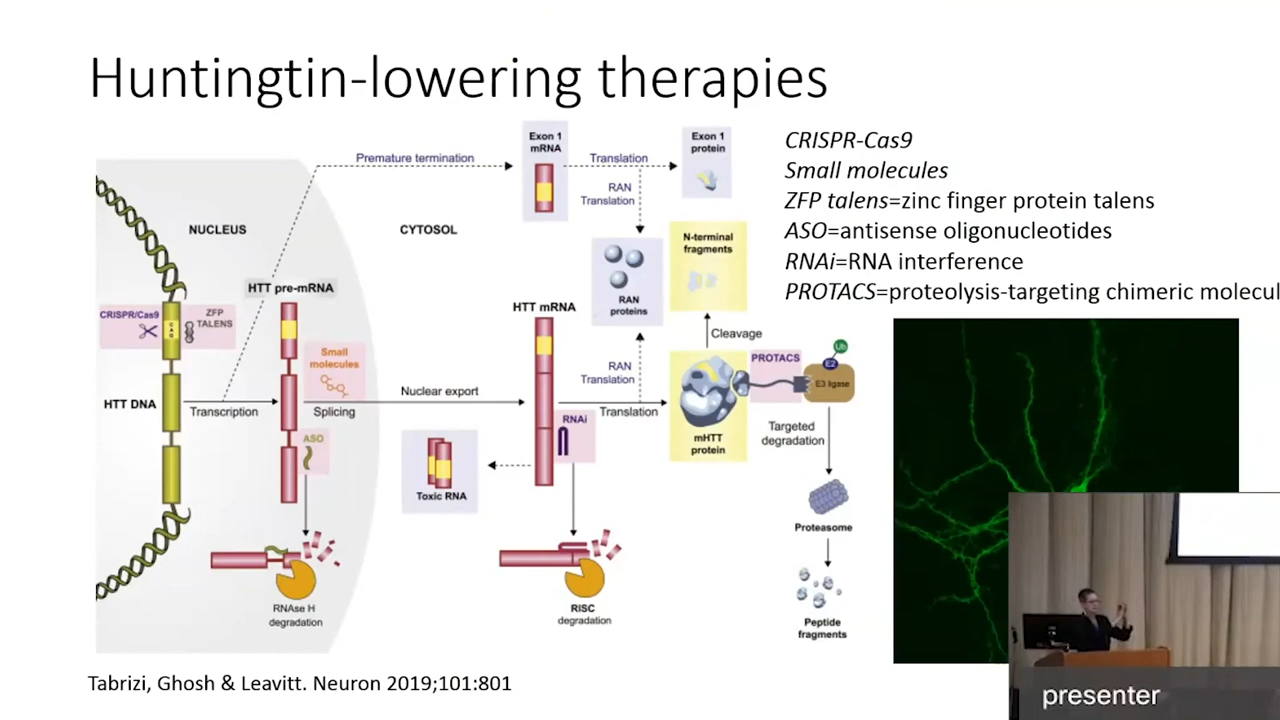 Huntingtin-lowering therapies
Premature termination
Exon 1
mRNA
Translation
Exon 1
protein
RAN
Translation
NUCLEUS
CYTOSOL
N-terminal
fragments
RAN
proteins
HTT pre-mRNA
HTT mRNA
CRISPR/Cas9
CAG
ZFP
TALENS
Small
molecules
RAN
Translation
Cleavage
PROTACS
Ub
E2
E3 ligase
HTT DNA
Transcription
Splicing
Nuclear export
Translation
ASO
RNAi
mHTT
protein
Targeted
degradation
Toxic RNA
Proteasome
RNAse H
degradation
RISC
degradation
Peptide
fragments
CRISPR-Cas9
Small molecules
ZFP talens=zinc finger protein talens
ASO=antisense oligonucleotides
RNAi=RNA interference
PROTACS=proteolysis-targeting chimeric molecul
Tabrizi, Ghosh & Leavitt. Neuron 2019;101:801
presenter